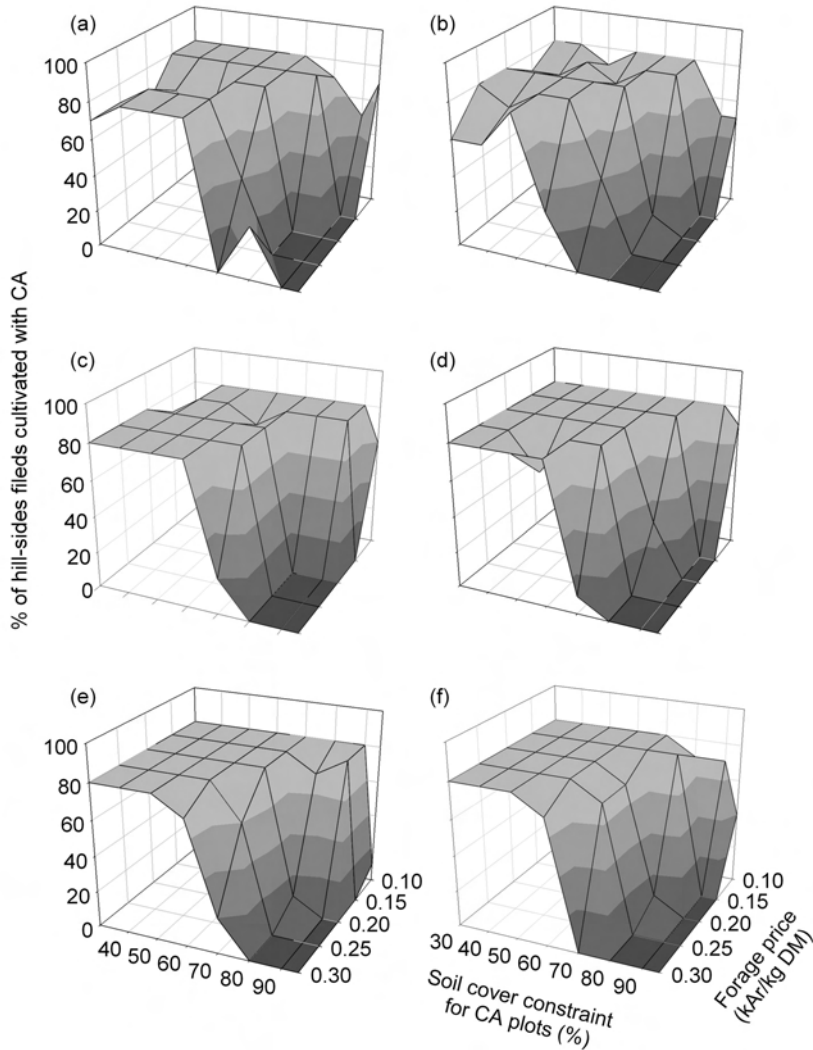 (a)
(b)
100
80
60
40
20
0
(c)
(d)
100
80
60
40
20
0
% of hill-sides fileds cultivated with CA
(e)
(f)
100
80
60
40
20
0
40 50 60 70 80 90
0.10
0.15
0.20
0.25
0.30
30 40 50 60 70 80 90
0.10
0.15
0.20
0.25
0.30
Soil cover constraint
for CA plots (%)
Forage price
(kAr/kg DM)